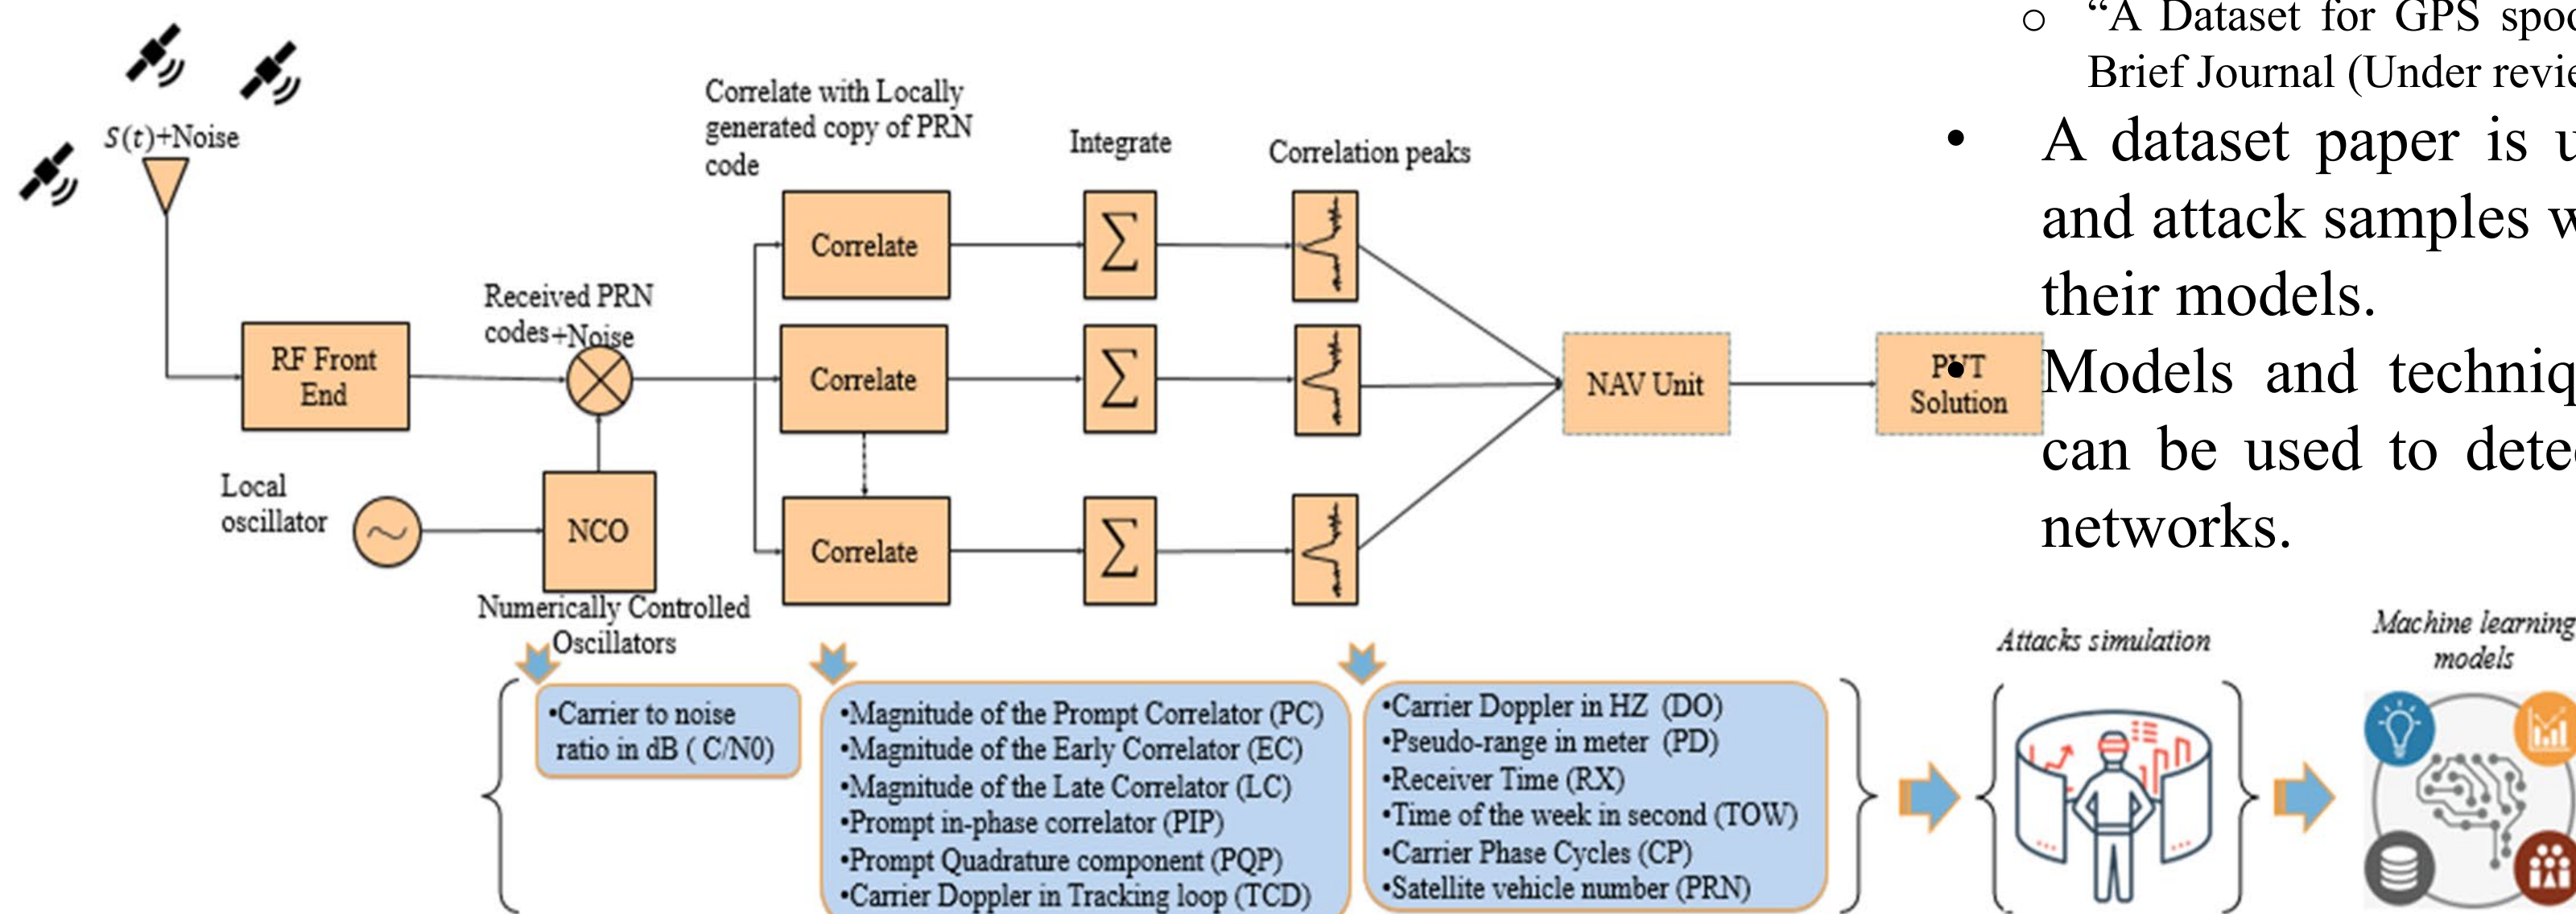 S(t)+Noise
Correlate with Locally
generated copy of PRN
code
Integrate
Correlation peaks
Correlate
Σ
Received PRN
codes+Noise
RF Front
End
Correlate
Σ
NAV Unit
PVT
Solution
Local
oscillator
NCO
Correlate
Σ
Numerically Controlled
Oscillators
•Carrier to noise
ratio in dB ( C/N0)
•Magnitude of the Prompt Correlator (PC)
•Magnitude of the Early Correlator (EC)
•Magnitude of the Late Correlator (LC)
•Prompt in-phase correlator (PIP)
•Prompt Quadrature component (PQP)
•Carrier Doppler in Tracking loop (TCD)
•Carrier Doppler in HZ (DO)
•Pseudo-range in meter (PD)
•Receiver Time (RX)
•Time of the week in second (TOW)
•Carrier Phase Cycles (CP)
•Satellite vehicle number (PRN)
Attacks simulation
Machine learning
models
o “A Dataset for GPS
Brief Journal (Under
• A dataset paper is
and attack samples
their models.
• Models and
can be used to
networks.